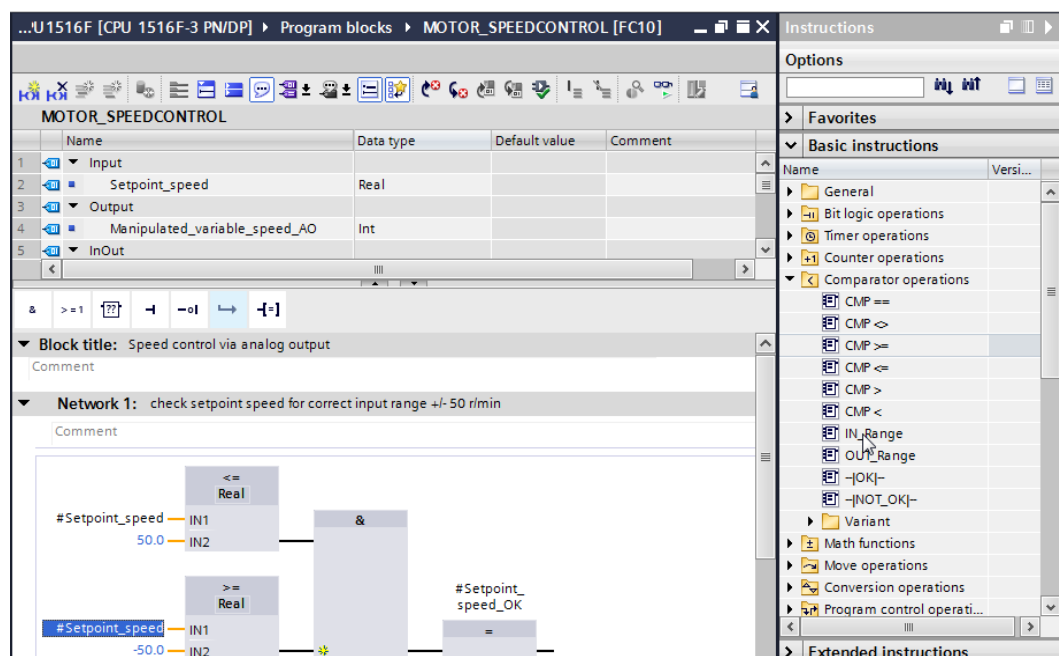 ...'U1516F [CPU 1516F-3 PN/DP] ▸ Program blocks ▸ MOTOR_SPEEDCONTROL [FC10]
MOTOR_SPEEDCONTROL
Name Data type Default value Comment
1 Input
2 Setpoint_speed Real
3 Output
4 Manipulated_variable_speed_AO Int
5 InOut
& >=1 ??
Block title: Speed control via analog output
Comment
Network 1: check setpoint speed for correct input range +/- 50 r/min
Comment
<=
Real
#Setpoint_speed IN1
50.0 IN2
&
>=
Real
#Setpoint_speed IN1
-50.0 IN2
#Setpoint_
speed_OK
=
Instructions
Options
Favorites
Basic instructions
Name Versi...
General
Bit logic operations
Timer operations
Counter operations
Comparator operations
CMP ==
CMP <>
CMP >=
CMP <=
CMP >
CMP <
IN_Range
OUT_Range
-|OK|-
-|NOT_OK|-
Variant
Math functions
Move operations
Conversion operations
Program control operati...
Extended instructions